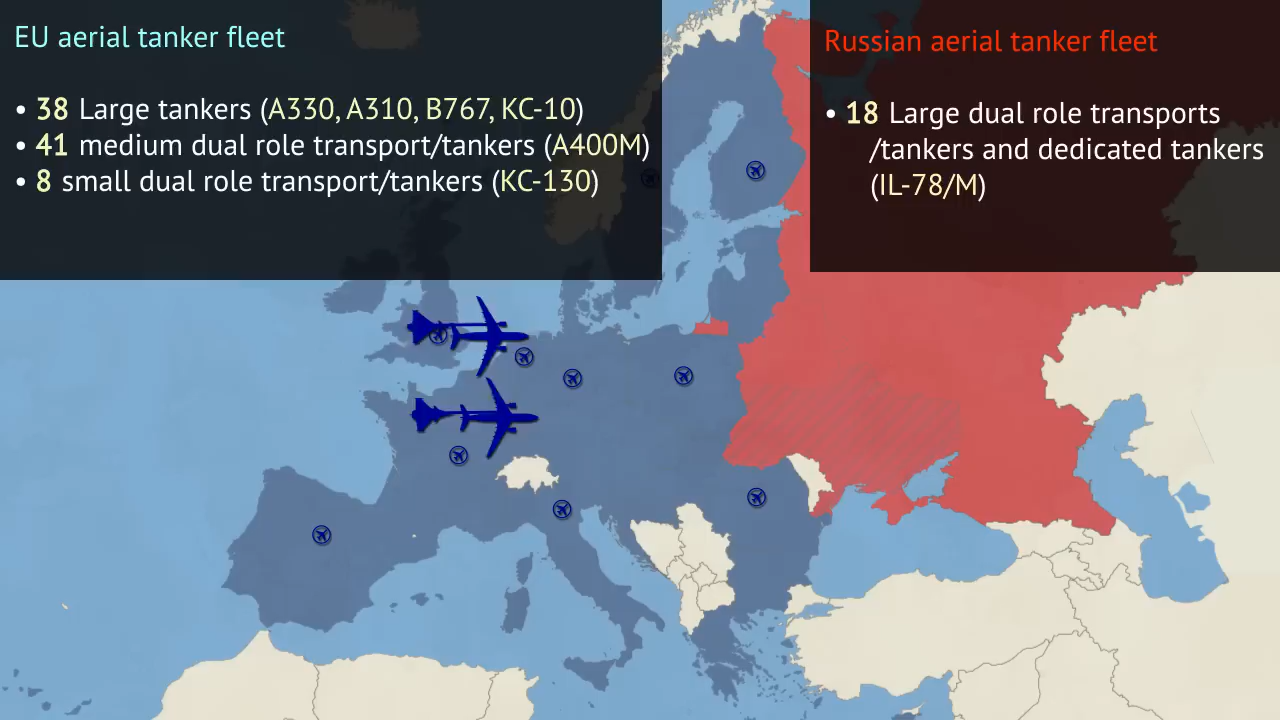 EU aerial tanker fleet
• 38 Large tankers (A330, A310, B767, KC-10)
• 41 medium dual role transport/tankers (A400M)
• 8 small dual role transport/tankers (KC-130)
Russian aerial tanker fleet
• 18 Large dual role transports
/tankers and dedicated tankers
(IL-78/M)